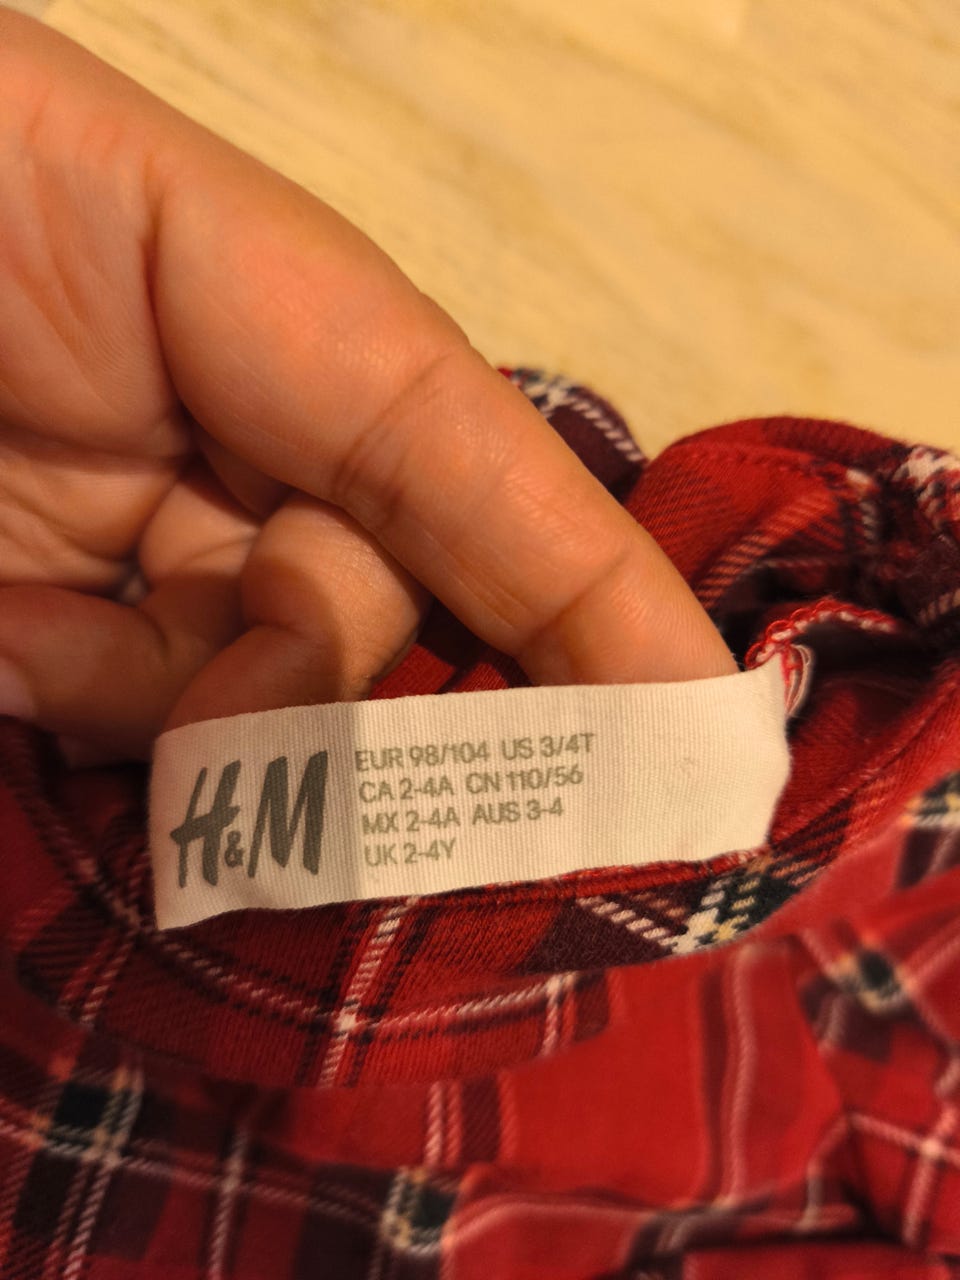 H&M
EUR 98/104 US 3/4T
CA 2-4A CN 110/56
MX 2-4A AUS 3-4
UK 2-4Y